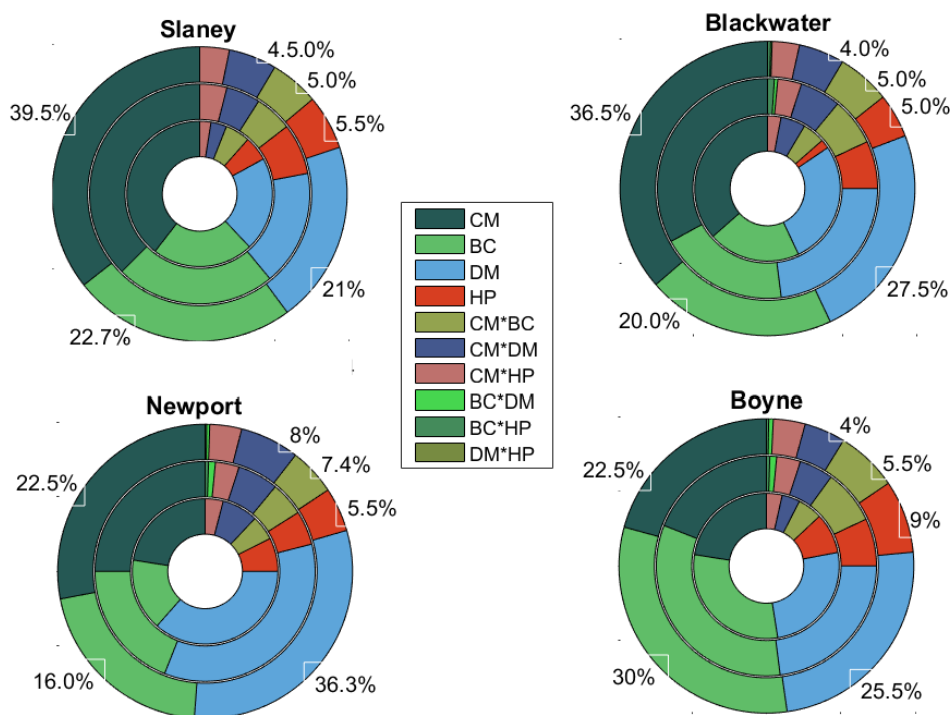 Slaney
4.5.0%
5.0%
5.5%
39.5%
21%
22.7%
Blackwater
4.0%
5.0%
5.0%
36.5%
27.5%
20.0%
CM
BC
DM
HP
CM*BC
CM*DM
CM*HP
BC*DM
BC*HP
DM*HP
Newport
8%
7.4%
5.5%
22.5%
16.0%
36.3%
Boyne
4%
5.5%
9%
22.5%
30%
25.5%